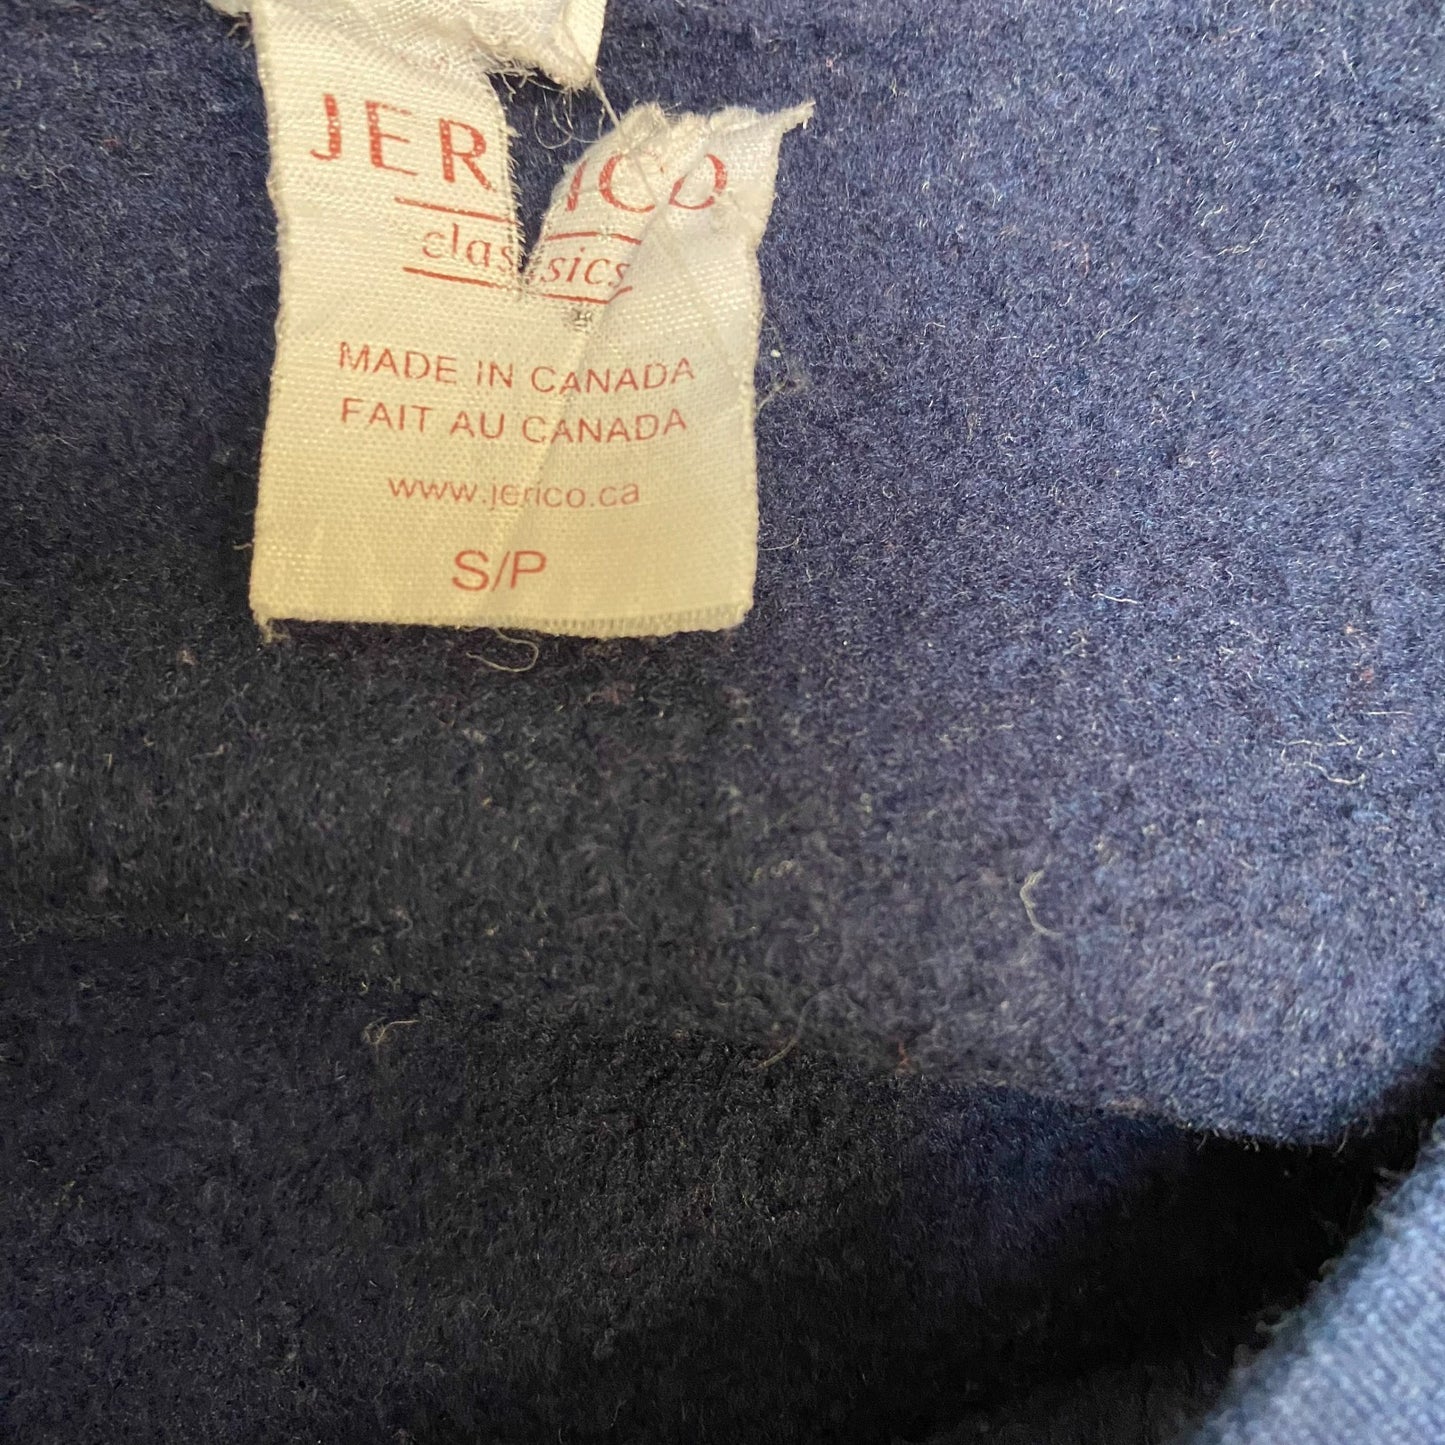 JERICO
classics
MADE IN CANADA
FAIT AU CANADA
www.jerico.ca
S/P